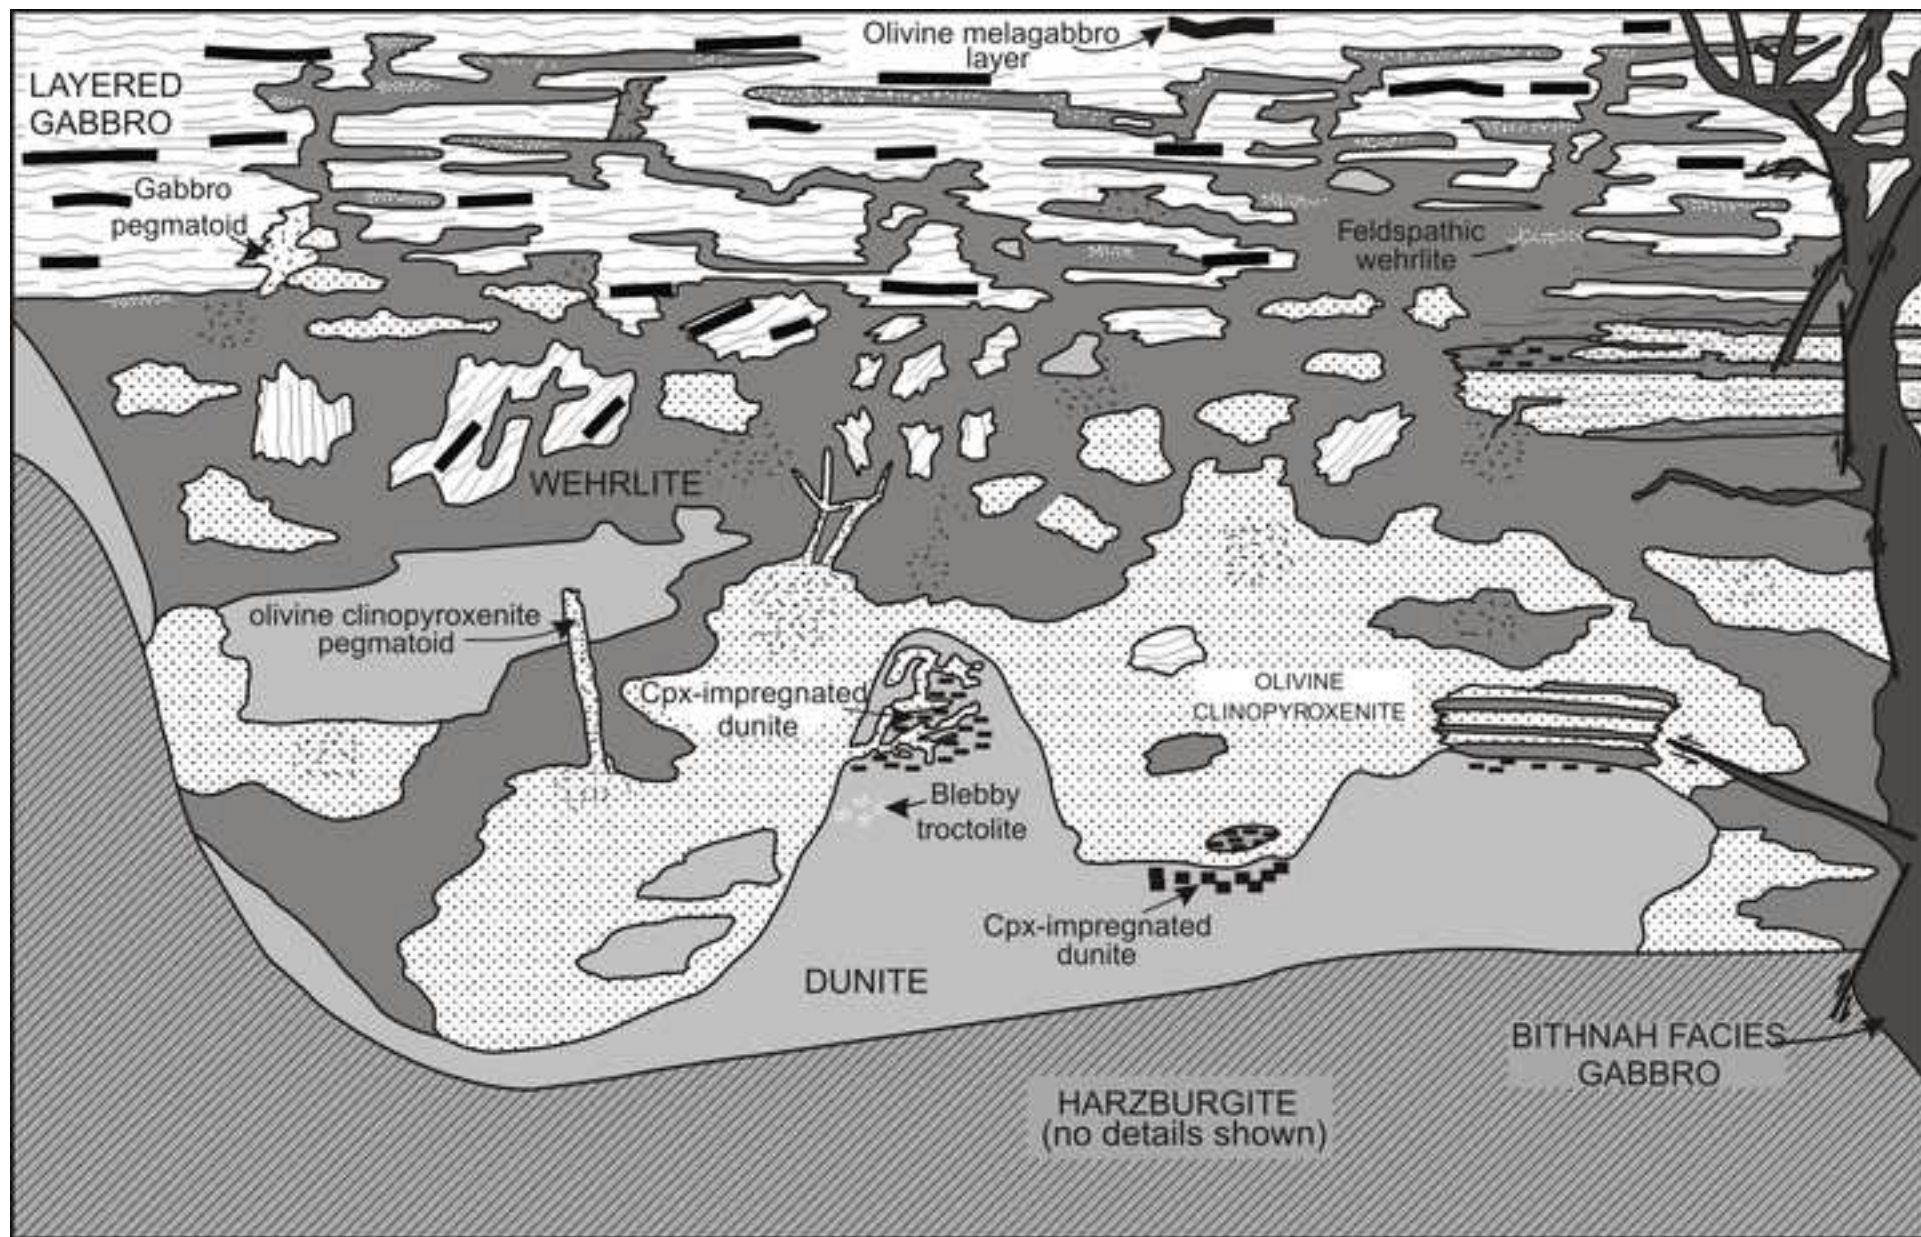 Olivine melagabbro
layer
LAYERED
GABBRO
Gabbro
pegmatoid
Feldspathic
wehrlite
WEHRLITE
olivine clinopyroxenite
pegmatoid
Cpx-impregnated
dunite
OLIVINE
CLINOPYROXENITE
Blebby
troctolite
Cpx-impregnated
dunite
DUNITE
BITHNAH FACIES
GABBRO
HARZBURGITE
(no details shown)